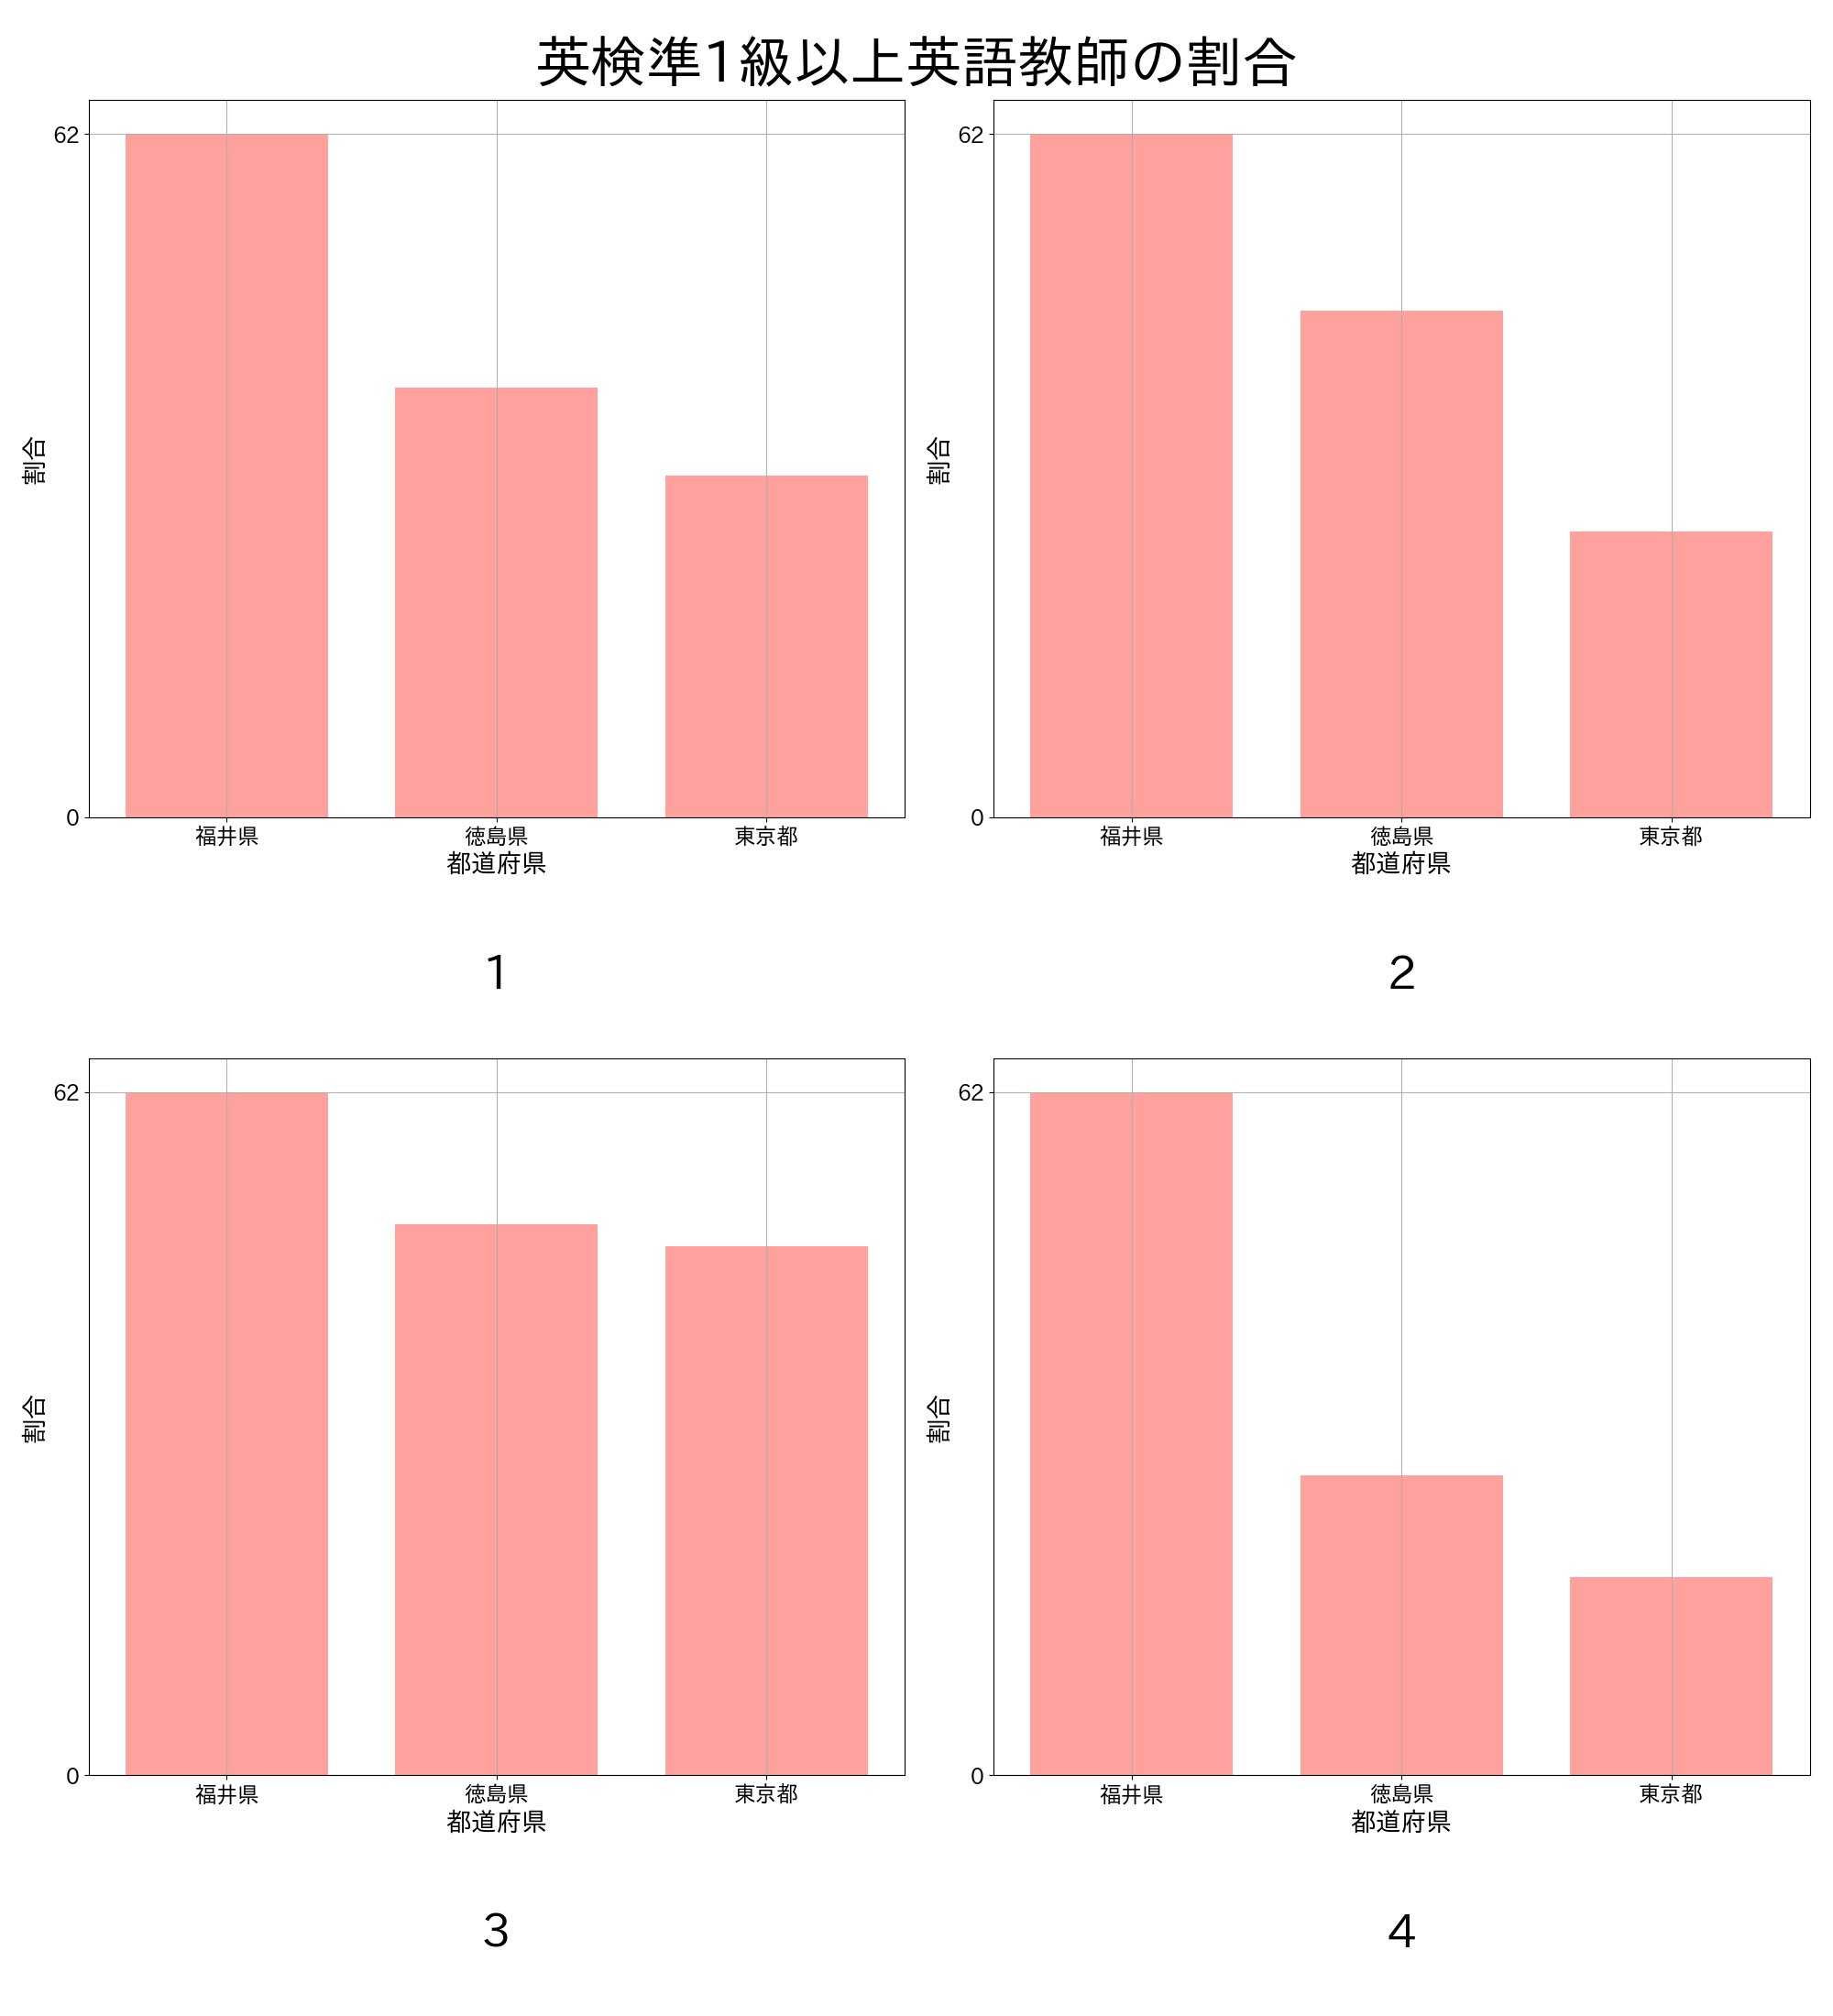 英検準1級以上英語教師の割合
62
割合
0
福井県 徳島県 東京都
都道府県
1
62
割合
0
福井県 徳島県 東京都
都道府県
2
62
割合
0
福井県 徳島県 東京都
都道府県
3
62
割合
0
福井県 徳島県 東京都
都道府県
4